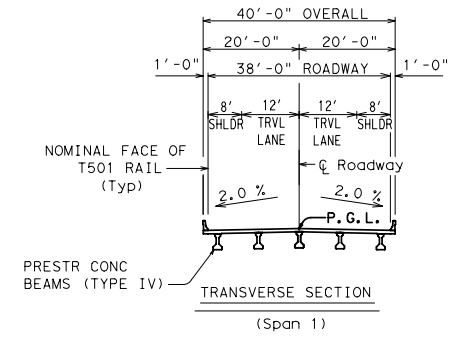 40'-0" OVERALL
20'-0" 20'-0"
1'-0" 38'-0" ROADWAY 1'-0"
8' 12' 12' 8'
SHLDR TRVL TRVL SHLDR
LANE LANE
NOMINAL FACE OF
T501 RAIL
(Typ)
℄ Roadway
2.0 % 2.0 %
P.G.L.
PRESTR CONC
BEAMS (TYPE IV)
TRANSVERSE SECTION
(Span 1)